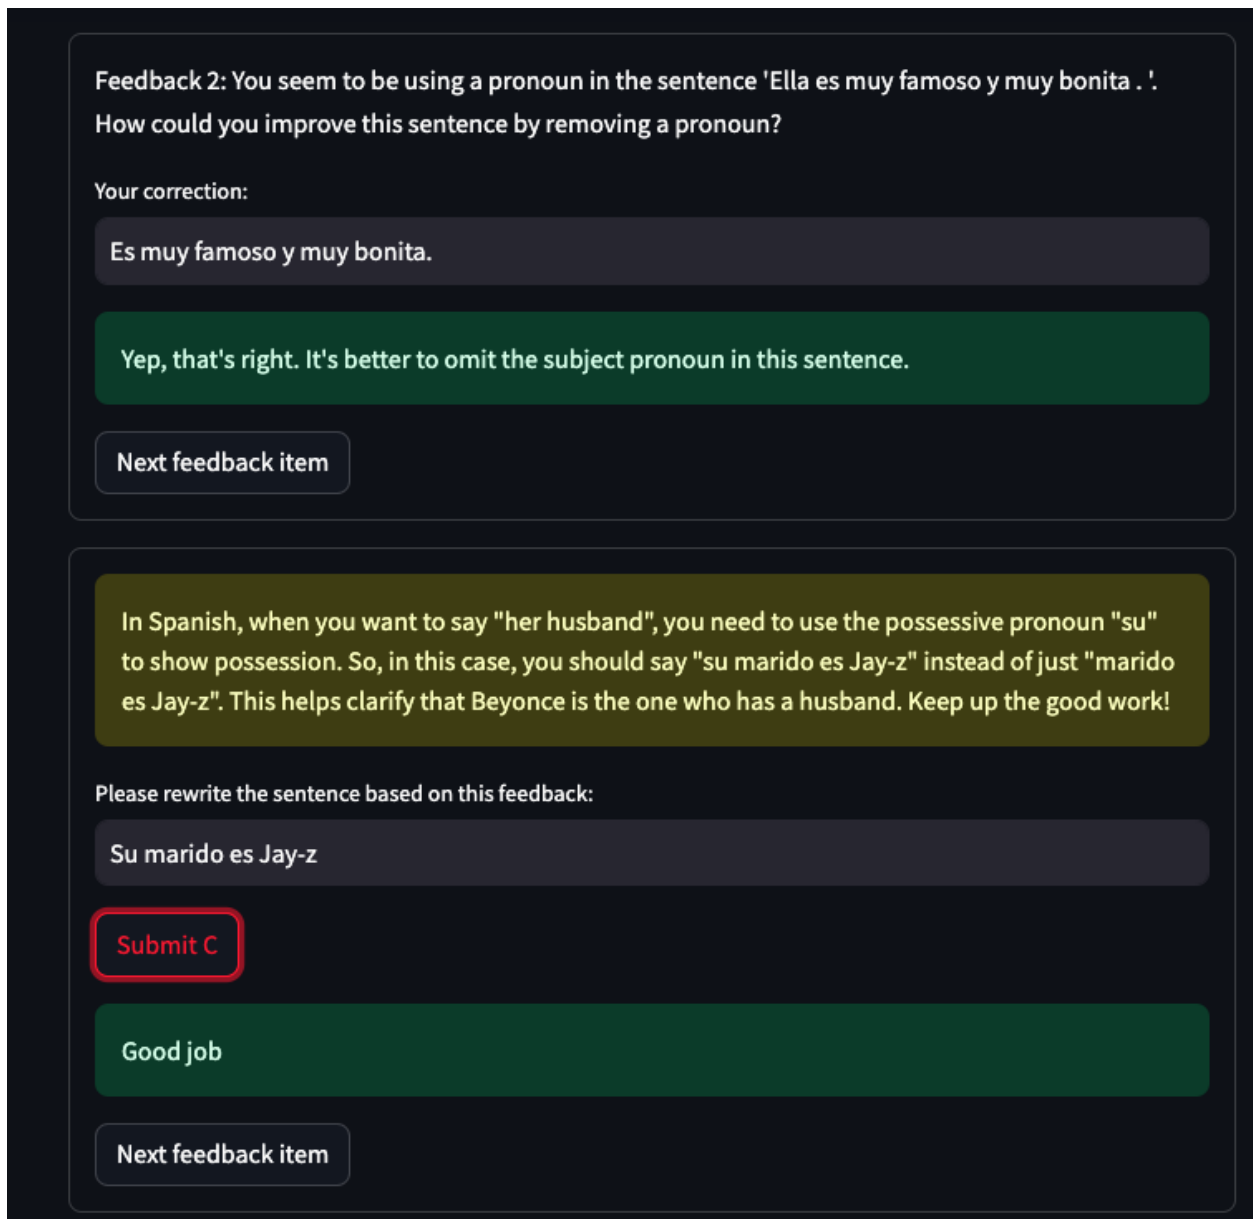 Feedback 2: You seem to be using a pronoun in the sentence 'Ella es muy famoso y muy bonita . '.
How could you improve this sentence by removing a pronoun?
Your correction:
Es muy famoso y muy bonita.
Yep, that's right. It's better to omit the subject pronoun in this sentence.
Next feedback item
In Spanish, when you want to say "her husband", you need to use the possessive pronoun "su"
to show possession. So, in this case, you should say "su marido es Jay-z" instead of just "marido
es Jay-z". This helps clarify that Beyonce is the one who has a husband. Keep up the good work!
Please rewrite the sentence based on this feedback:
Su marido es Jay-z
Submit C
Good job
Next feedback item